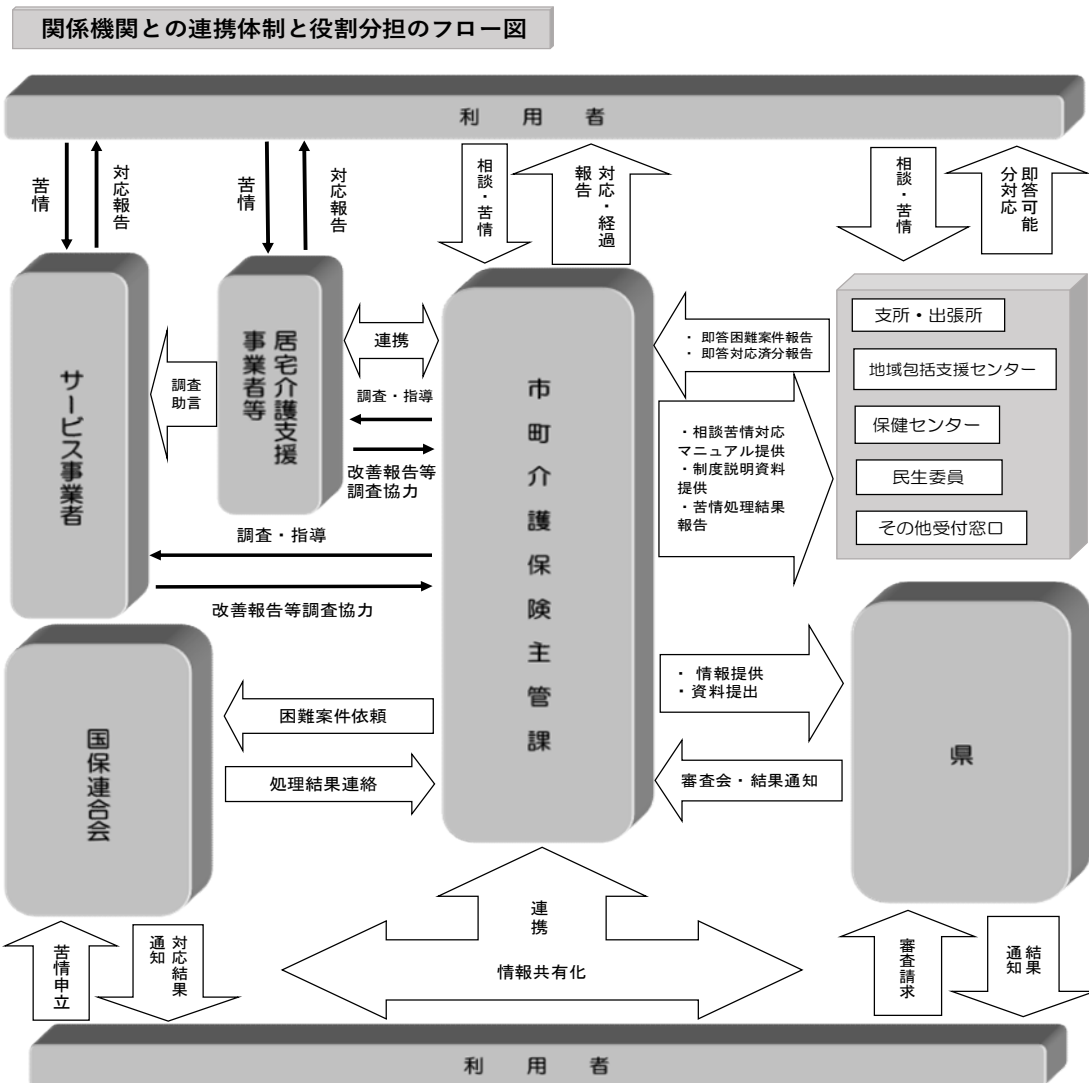 関係機関との連携体制と役割分担のフロー図
利用者
苦情
対応報告
苦情
対応報告
相談・苦情
対応・経過
報告
相談・苦情
即答可能
分対応
サービス事業者
調査
助言
居宅介護支援
事業者等
連携
調査・指導
改善報告等
調査協力
調査・指導
改善報告等調査協力
市町介護保険主管課
・ 即答困難案件報告
・ 即答対応済分報告
・相談苦情対応
マニュアル提供
・制度説明資料
提供
・苦情処理結果
報告
支所・出張所
地域包括支援センター
保健センター
民生委員
その他受付窓口
国保連合会
困難案件依頼
処理結果連絡
・ 情報提供
・資料提出
審査会・結果通知
県
苦情申立
対応結果
通知
連携
情報共有化
審査請求
結果
通知
利用者